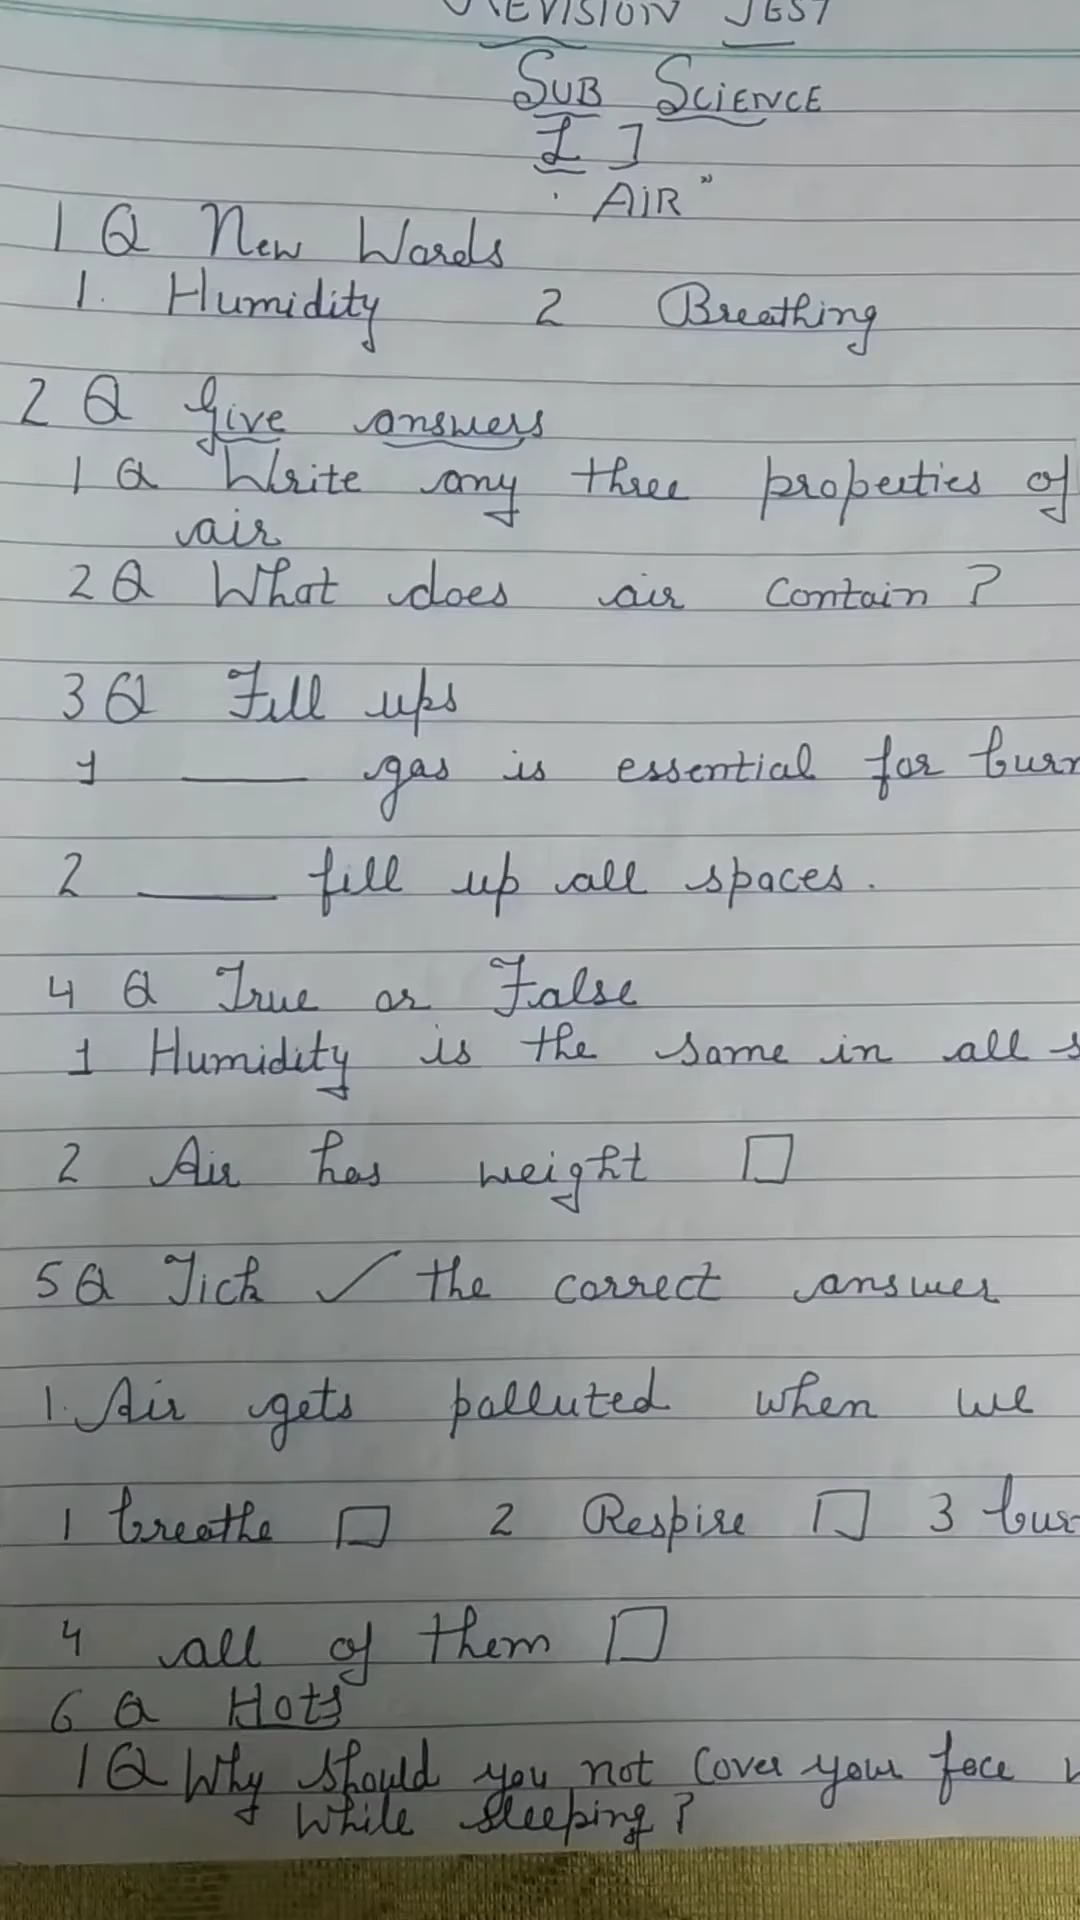 REVISION TEST
SUB SCIENCE
L 7
"AIR"
1 Q New Words
1. Humidity 2 Breathing
2 Q Give answers
1 Q Write any three properties of
air
2 Q What does air contain ?
3 Q Fill ups
1 ____ gas is essential for burn
2 ____ fill up all spaces.
4 Q True or False
1 Humidity is the same in all s
2 Air has weight
5 Q Tick ✓ the correct answer
1. Air gets polluted when we
1 breathe 2 Respire 3 bur
4 all of them
6 Q Hots
1 Q Why should you not cover your face
while sleeping ?